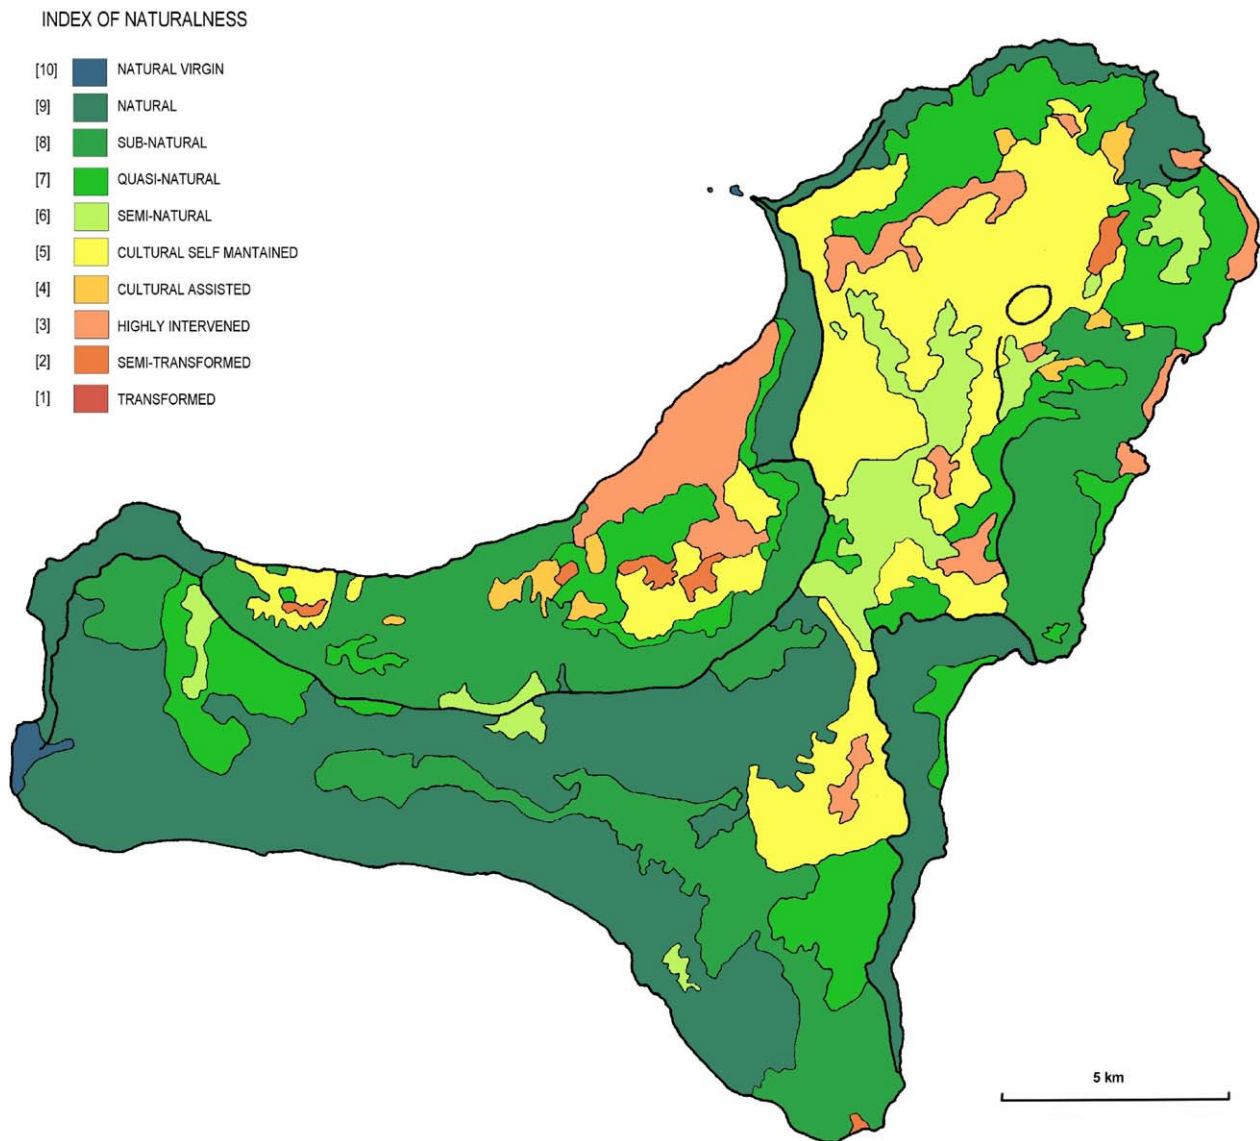 INDEX OF NATURALNESS
[10] NATURAL VIRGIN
[9] NATURAL
[8] SUB-NATURAL
[7] QUASI-NATURAL
[6] SEMI-NATURAL
[5] CULTURAL SELF MANTAINED
[4] CULTURAL ASSISTED
[3] HIGHLY INTERVENED
[2] SEMI-TRANSFORMED
[1] TRANSFORMED
5 km